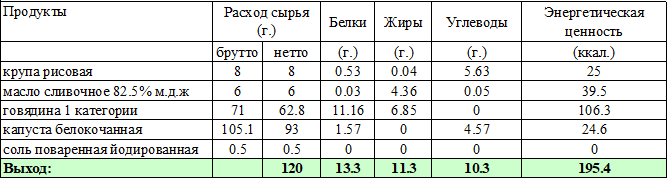 Продукты Расход сырья Белки Жиры Углеводы Энергетическая
(г.) ценность
брутто нетто (г.) (г.) (г.) (ккал.)
крупа рисовая 8 8 0.53 0.04 5.63 25
масло сливочное 82.5% м.д.ж 6 6 0.03 4.36 0.05 39.5
говядина 1 категории 71 62.8 11.16 6.85 0 106.3
капуста белокочанная 105.1 93 1.57 0 4.57 24.6
соль поваренная йодированная 0.5 0.5 0 0 0 0
Выход: 120 13.3 11.3 10.3 195.4